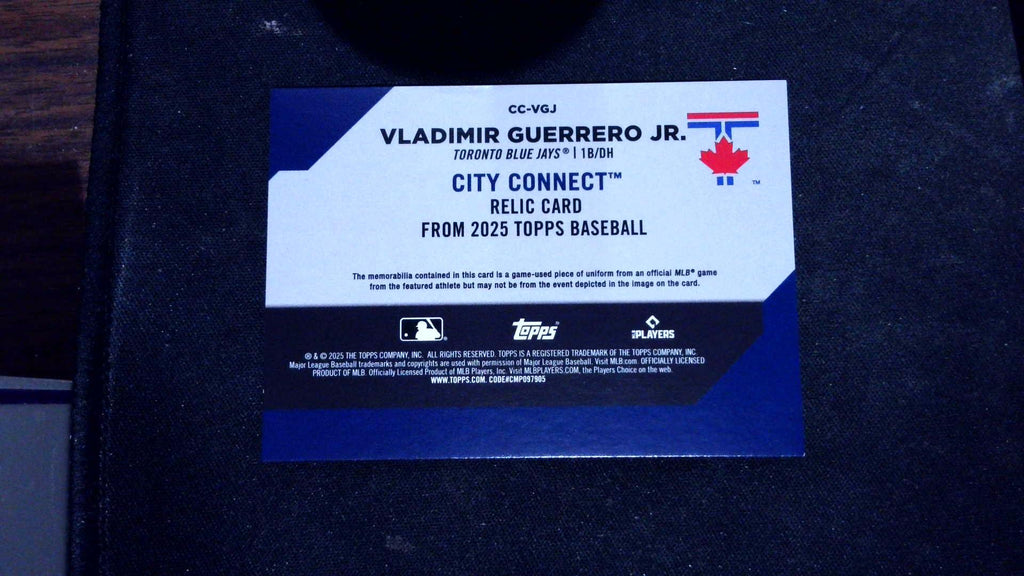 CC-VGJ
VLADIMIR GUERRERO JR.
TORONTO BLUE JAYS® | 1B/DH
CITY CONNECT™
RELIC CARD
FROM 2025 TOPPS BASEBALL
TM
The memorabilia contained in this card is a game-used piece of uniform from an official MLB® game
from the featured athlete but may not be from the event depicted in the image on the card.
Topps® PLAYERS
® & © 2025 THE TOPPS COMPANY, INC. ALL RIGHTS RESERVED. TOPPS IS A REGISTERED TRADEMARK OF THE TOPPS COMPANY, INC.
Major League Baseball trademarks and copyrights are used with permission of Major League Baseball. Visit MLB.com. OFFICIALLY LICENSED
PRODUCT OF MLB. Officially Licensed Product of MLB Players, Inc. Visit MLBPLAYERS.COM, the Players Choice on the web.
WWW.TOPPS.COM. CODE#CMP097905